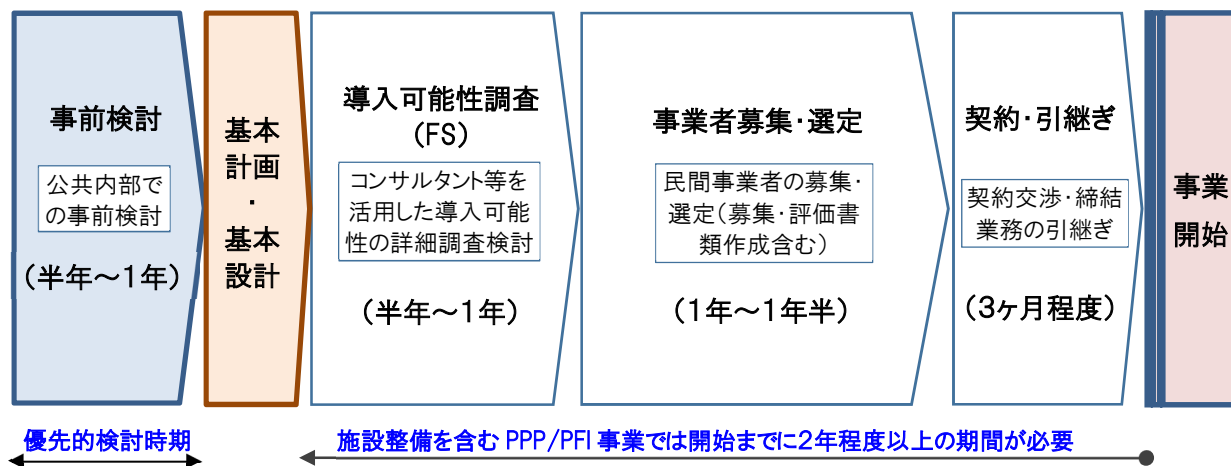 事前検討
公共内部で
の事前検討
(半年～1年)
基本
計画
・
基本
設計
導入可能性調査
(FS)
コンサルタント等を
活用した導入可能
性の詳細調査検討
(半年～1年)
事業者募集・選定
民間事業者の募集・
選定(募集・評価書
類作成含む)
(1年～1年半)
契約・引継ぎ
契約交渉・締結
業務の引継ぎ
(3ヶ月程度)
事業
開始
優先的検討時期
施設整備を含む PPP/PFI 事業では開始までに2年程度以上の期間が必要